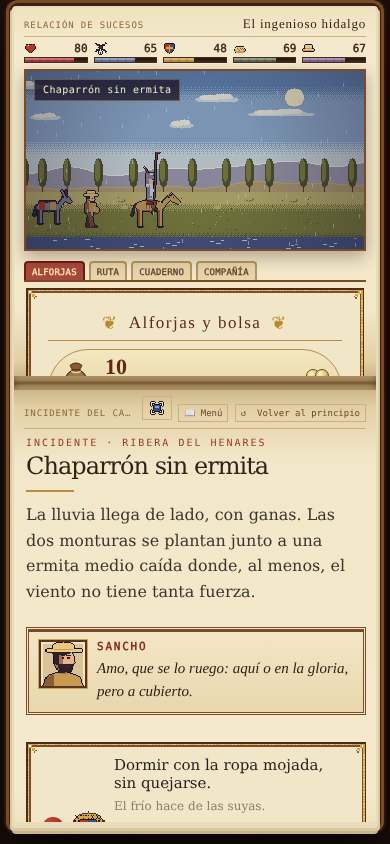 RELACIÓN DE SUCESOS
El ingenioso hidalgo
80 65 48 69 67
Chaparrón sin ermita
ALFORJAS RUTA CUADERNO COMPAÑÍA
Alforjas y bolsa
10
INCIDENTE DEL CA…
Menú
Volver al principio
INCIDENTE · RIBERA DEL HENARES
Chaparrón sin ermita
La lluvia llega de lado, con ganas. Las
dos monturas se plantan junto a una
ermita medio caída donde, al menos, el
viento no tiene tanta fuerza.
SANCHO
Amo, que se lo ruego: aquí o en la gloria,
pero a cubierto.
Dormir con la ropa mojada,
sin quejarse.
El frío hace de las suyas.